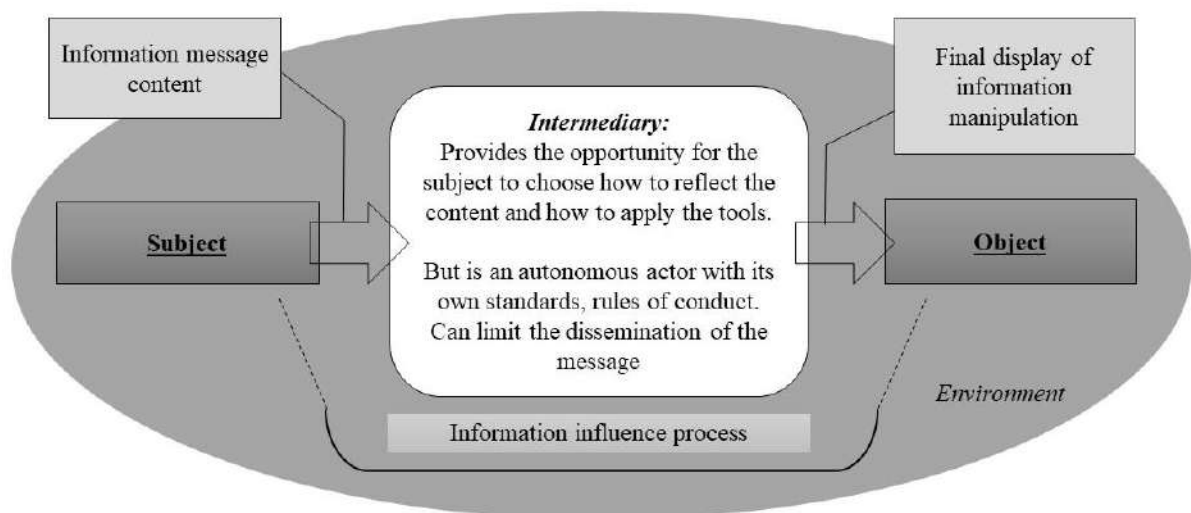 Information message
content
Final display of
information
manipulation
Intermediary:
Provides the opportunity for the
subject to choose how to reflect the
content and how to apply the tools.
But is an autonomous actor with its
own standards, rules of conduct.
Can limit the dissemination of the
message
Subject
Object
Environment
Information influence process